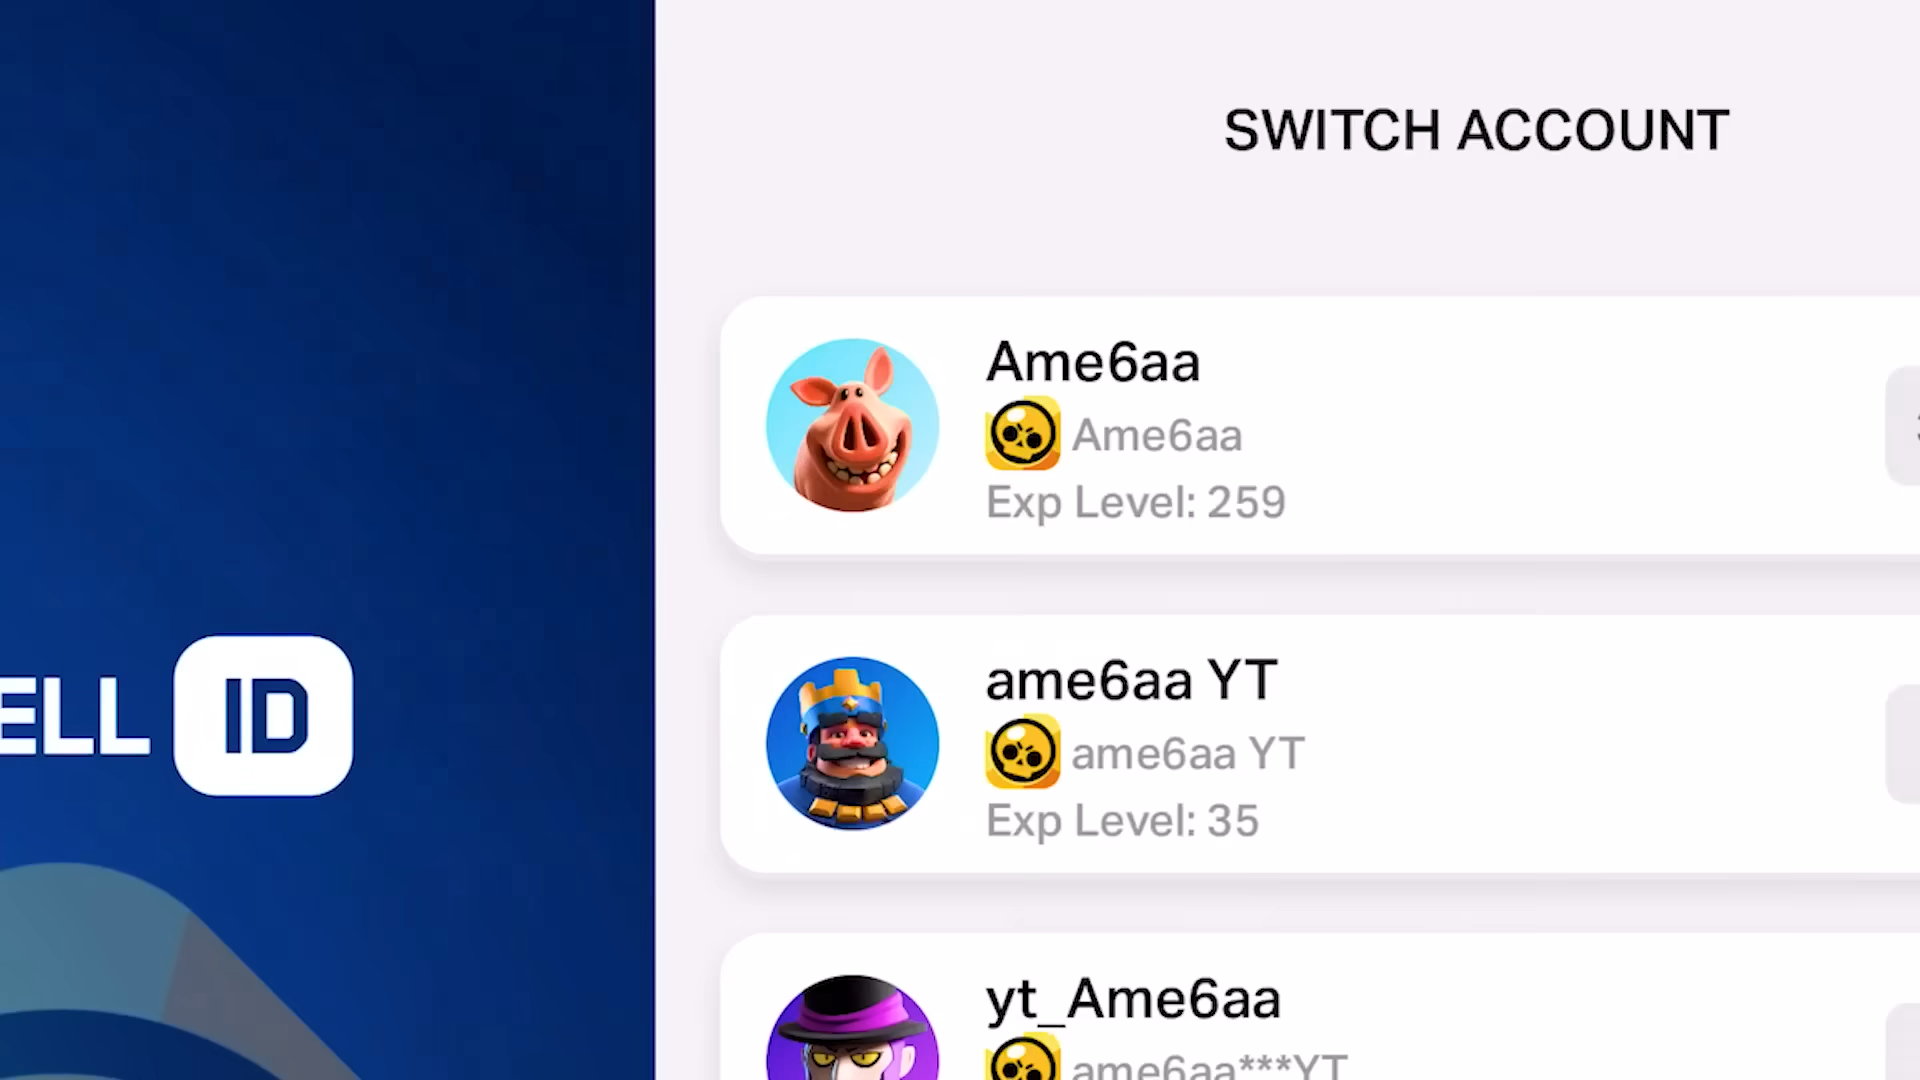 SWITCH ACCOUNT
Ame6aa
Ame6aa
Exp Level: 259
ELL ID
ame6aa YT
ame6aa YT
Exp Level: 35
yt_Ame6aa
ame6aa***YT